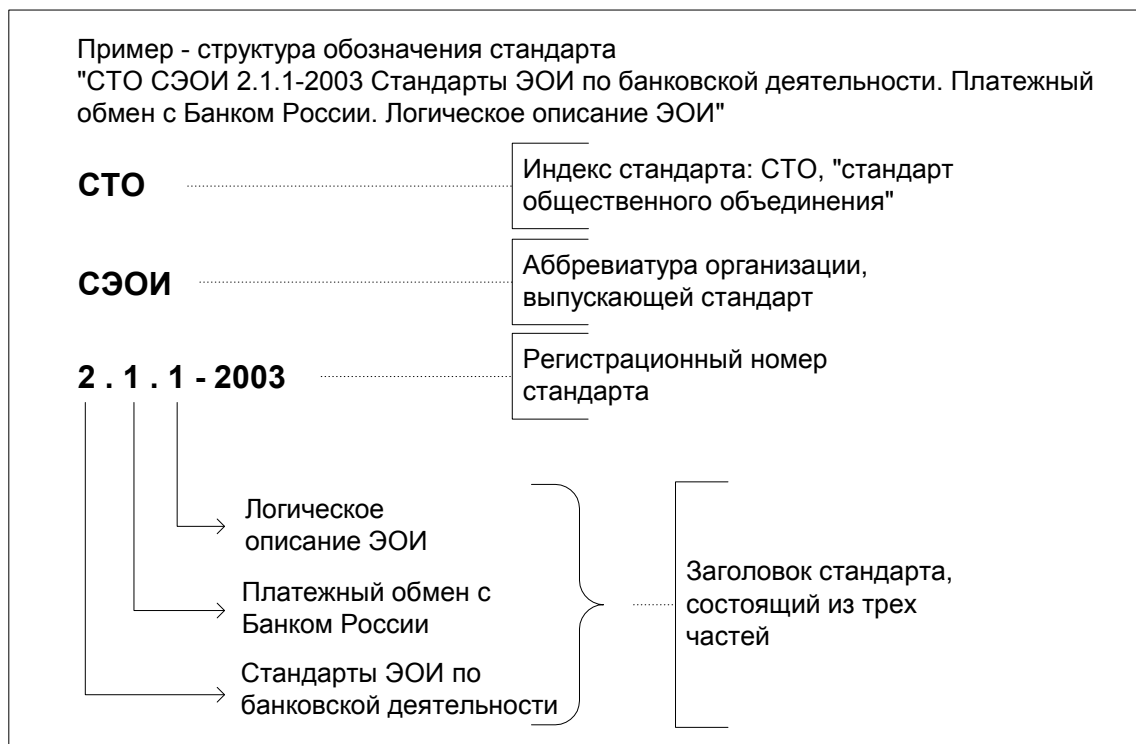 Пример - структура обозначения стандарта
"СТО СЭОИ 2.1.1-2003 Стандарты ЭОИ по банковской деятельности. Платежный
обмен с Банком России. Логическое описание ЭОИ"
СТО
Индекс стандарта: СТО, "стандарт
общественного объединения"
СЭОИ
Аббревиатура организации,
выпускающей стандарт
2 . 1 . 1 - 2003
Регистрационный номер
стандарта
Логическое
описание ЭОИ
Платежный обмен с
Банком России
Стандарты ЭОИ по
банковской деятельности
Заголовок стандарта,
состоящий из трех
частей